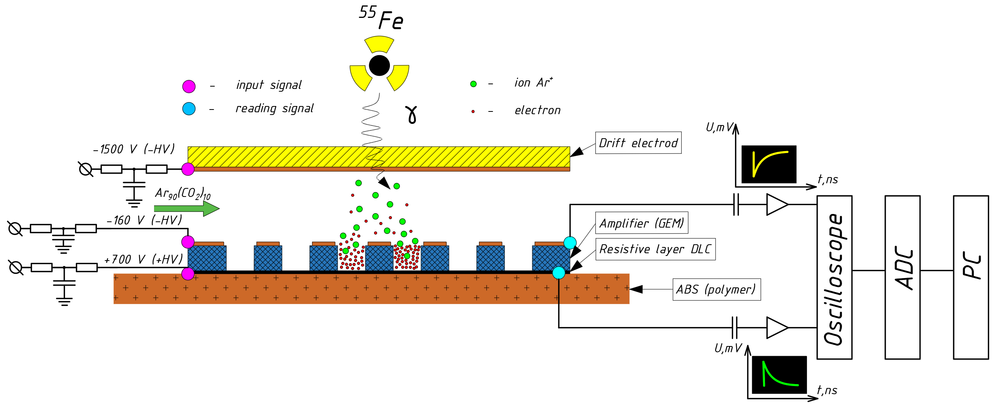 ⁵⁵Fe
input signal
reading signal
ion Ar⁺
electron
γ
-1500 V (-HV)
Drift electrod
U,mV
t,ns
Ar₉₀(CO₂)₁₀
-160 V (-HV)
Amplifier (GEM)
Resistive layer DLC
+700 V (+HV)
ABS (polymer)
Oscilloscope
ADC
PC
U,mV
t,ns